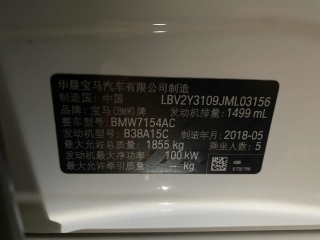 华晨宝马汽车有限公司制造
制造国：中国 LBV2Y3109JML03156
品牌：宝马(BMW)牌 发动机排量：1499 mL
整车型号：BMW7154AC
发动机型号：B38A15C 制造年月：2018-05
最大允许总质量：1855 kg 乘坐人数：5
发动机最大净功率：100 kW
最大允许牵引质量：-- kg